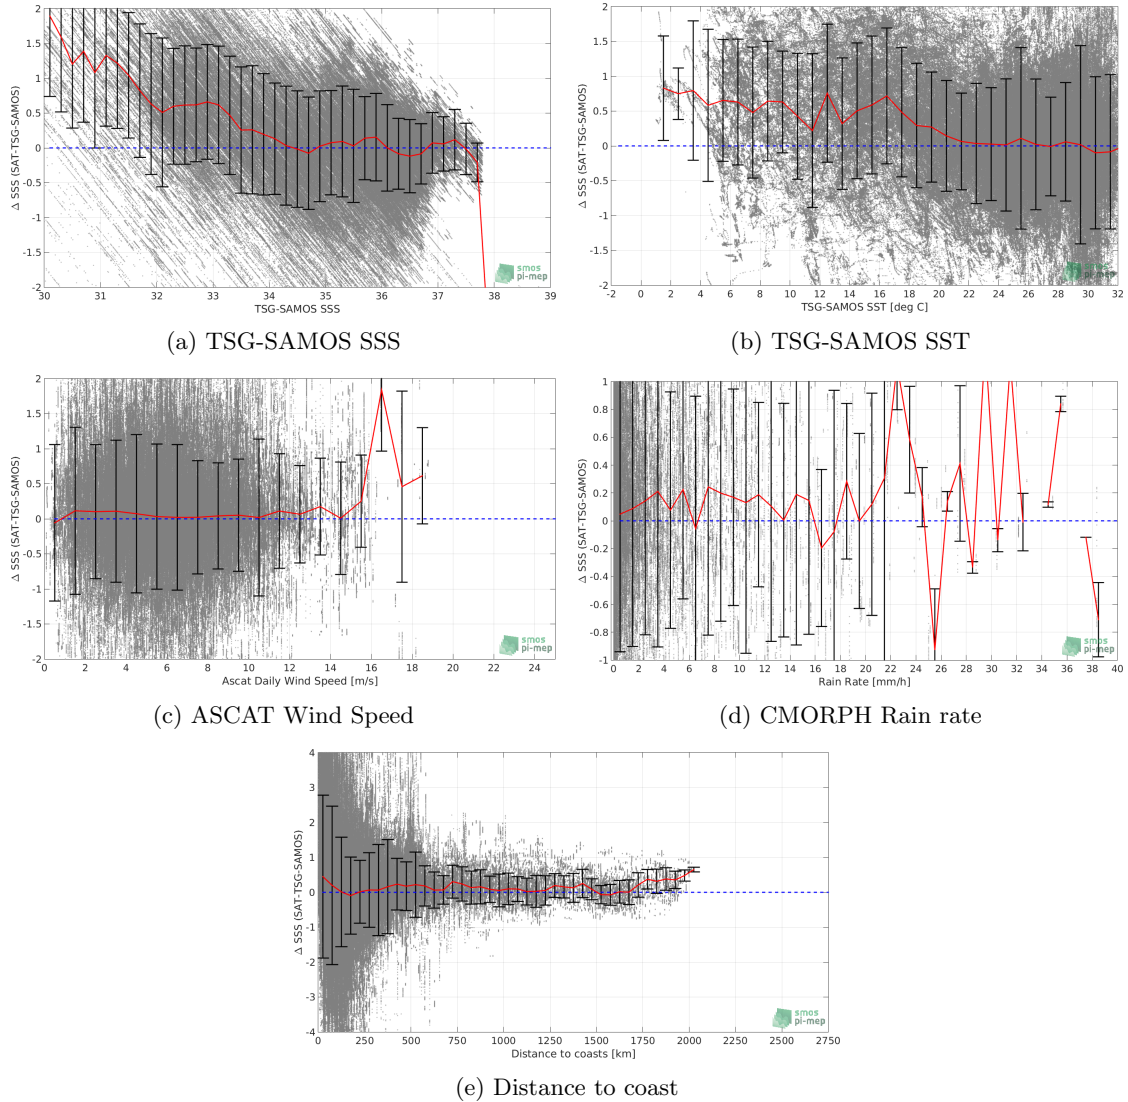 2
1.5
1
0.5
0
-0.5
-1
-1.5
-2
Δ SSS (SAT-TSG-SAMOS)
30 31 32 33 34 35 36 37 38 39
TSG-SAMOS SSS
smos
pi-mep
(a) TSG-SAMOS SSS
2
1.5
1
0.5
0
-0.5
-1
-1.5
-2
Δ SSS (SAT-TSG-SAMOS)
-2 0 2 4 6 8 10 12 14 16 18 20 22 24 26 28 30 32
TSG-SAMOS SST [deg C]
smos
pi-mep
(b) TSG-SAMOS SST
2
1.5
1
0.5
0
-0.5
-1
-1.5
-2
Δ SSS (SAT-TSG-SAMOS)
0 2 4 6 8 10 12 14 16 18 20 22 24
Ascat Daily Wind Speed [m/s]
smos
pi-mep
(c) ASCAT Wind Speed
1
0.8
0.6
0.4
0.2
0
-0.2
-0.4
-0.6
-0.8
-1
Δ SSS (SAT-TSG-SAMOS)
0 2 4 6 8 10 12 14 16 18 20 22 24 26 28 30 32 34 36 38 40
Rain Rate [mm/h]
smos
pi-mep
(d) CMORPH Rain rate
4
3
2
1
0
-1
-2
-3
-4
Δ SSS (SAT-TSG-SAMOS)
0 250 500 750 1000 1250 1500 1750 2000 2250 2500 2750
Distance to coasts [km]
smos
pi-mep
(e) Distance to coast